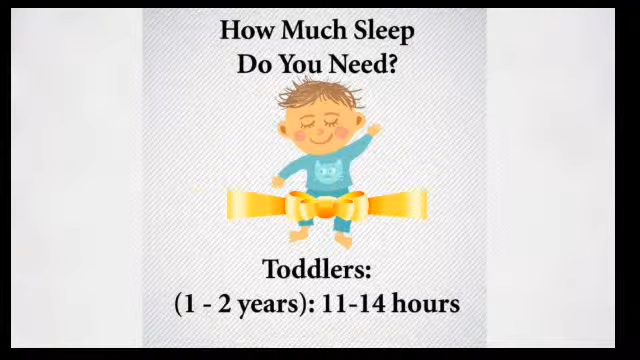 How Much Sleep
Do You Need?
Toddlers:
(1 - 2 years): 11-14 hours